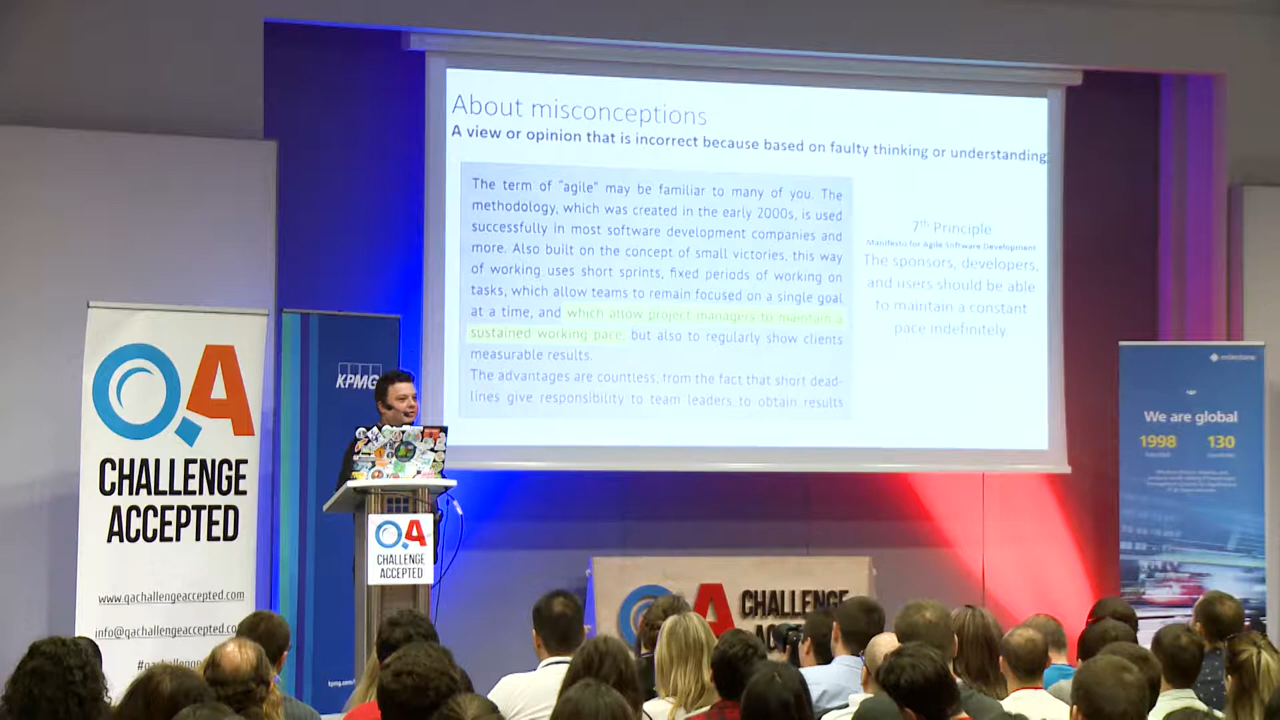 About misconceptions
A view or opinion that is incorrect because based on faulty thinking or understanding
The term of "agile" may be familiar to many of you. The
methodology, which was created in the early 2000s, is used
successfully in most software development companies and
more. Also built on the concept of small victories, this way
of working uses short sprints, fixed periods of working on
tasks, which allow teams to remain focused on a single goal
at a time, and which allow project managers to maintain a
sustained working pace, but also to regularly show clients
measurable results.
The advantages are countless, from the fact that short dead-
lines give responsibility to team leaders to obtain results
7th Principle
Manifesto for Agile Software Development
The sponsors, developers,
and users should be able
to maintain a constant
pace indefinitely.
QA
CHALLENGE
ACCEPTED
www.qachallengeaccepted.com
info@qachallengeaccepted.co
KPMG
QA
CHALLENGE
ACCEPTED
QA
CHALLENGE
We are global
1998
130